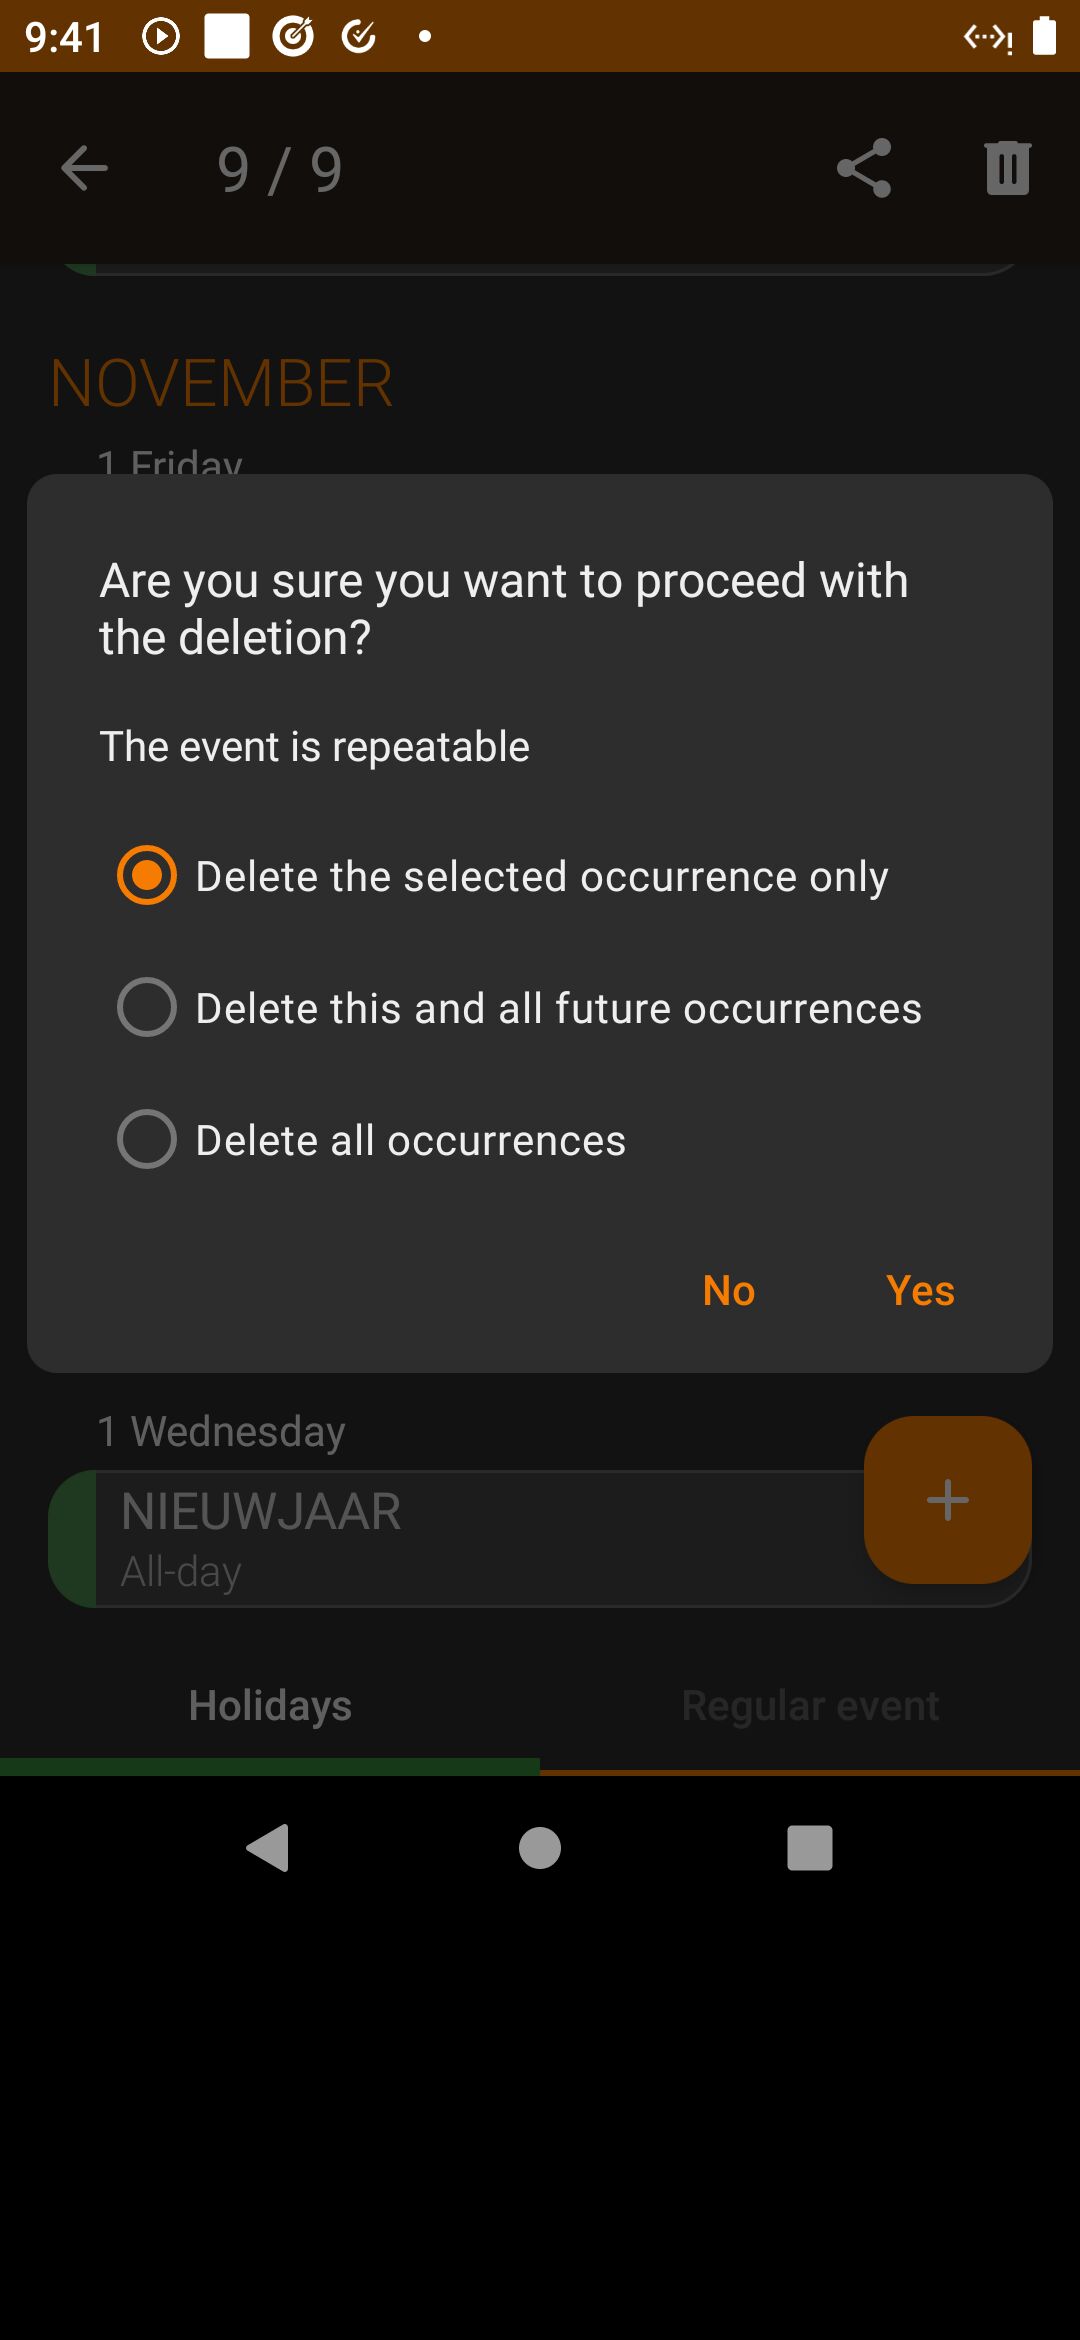 9:41
9 / 9
NOVEMBER
1 Friday
Are you sure you want to proceed with
the deletion?
The event is repeatable
Delete the selected occurrence only
Delete this and all future occurrences
Delete all occurrences
No Yes
1 Wednesday
NIEUWJAAR
All-day
Holidays Regular event